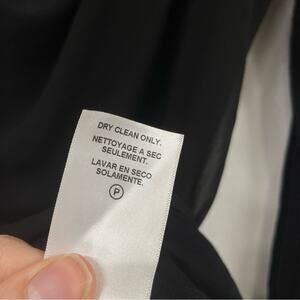 DRY CLEAN ONLY.
NETTOYAGE A SEC
SEULEMENT.
LAVAR EN SECO
SOLAMENTE.
P